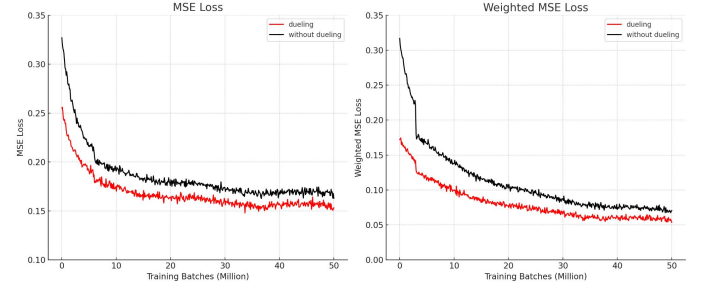 MSE Loss
0.35
0.30
0.25
0.20
0.15
0.10
MSE Loss
0
10
20
30
40
50
Training Batches (Million)
dueling
without dueling
Weighted MSE Loss
0.35
0.30
0.25
0.20
0.15
0.10
0.05
0.00
Weighted MSE Loss
0
10
20
30
40
50
Training Batches (Million)
dueling
without dueling